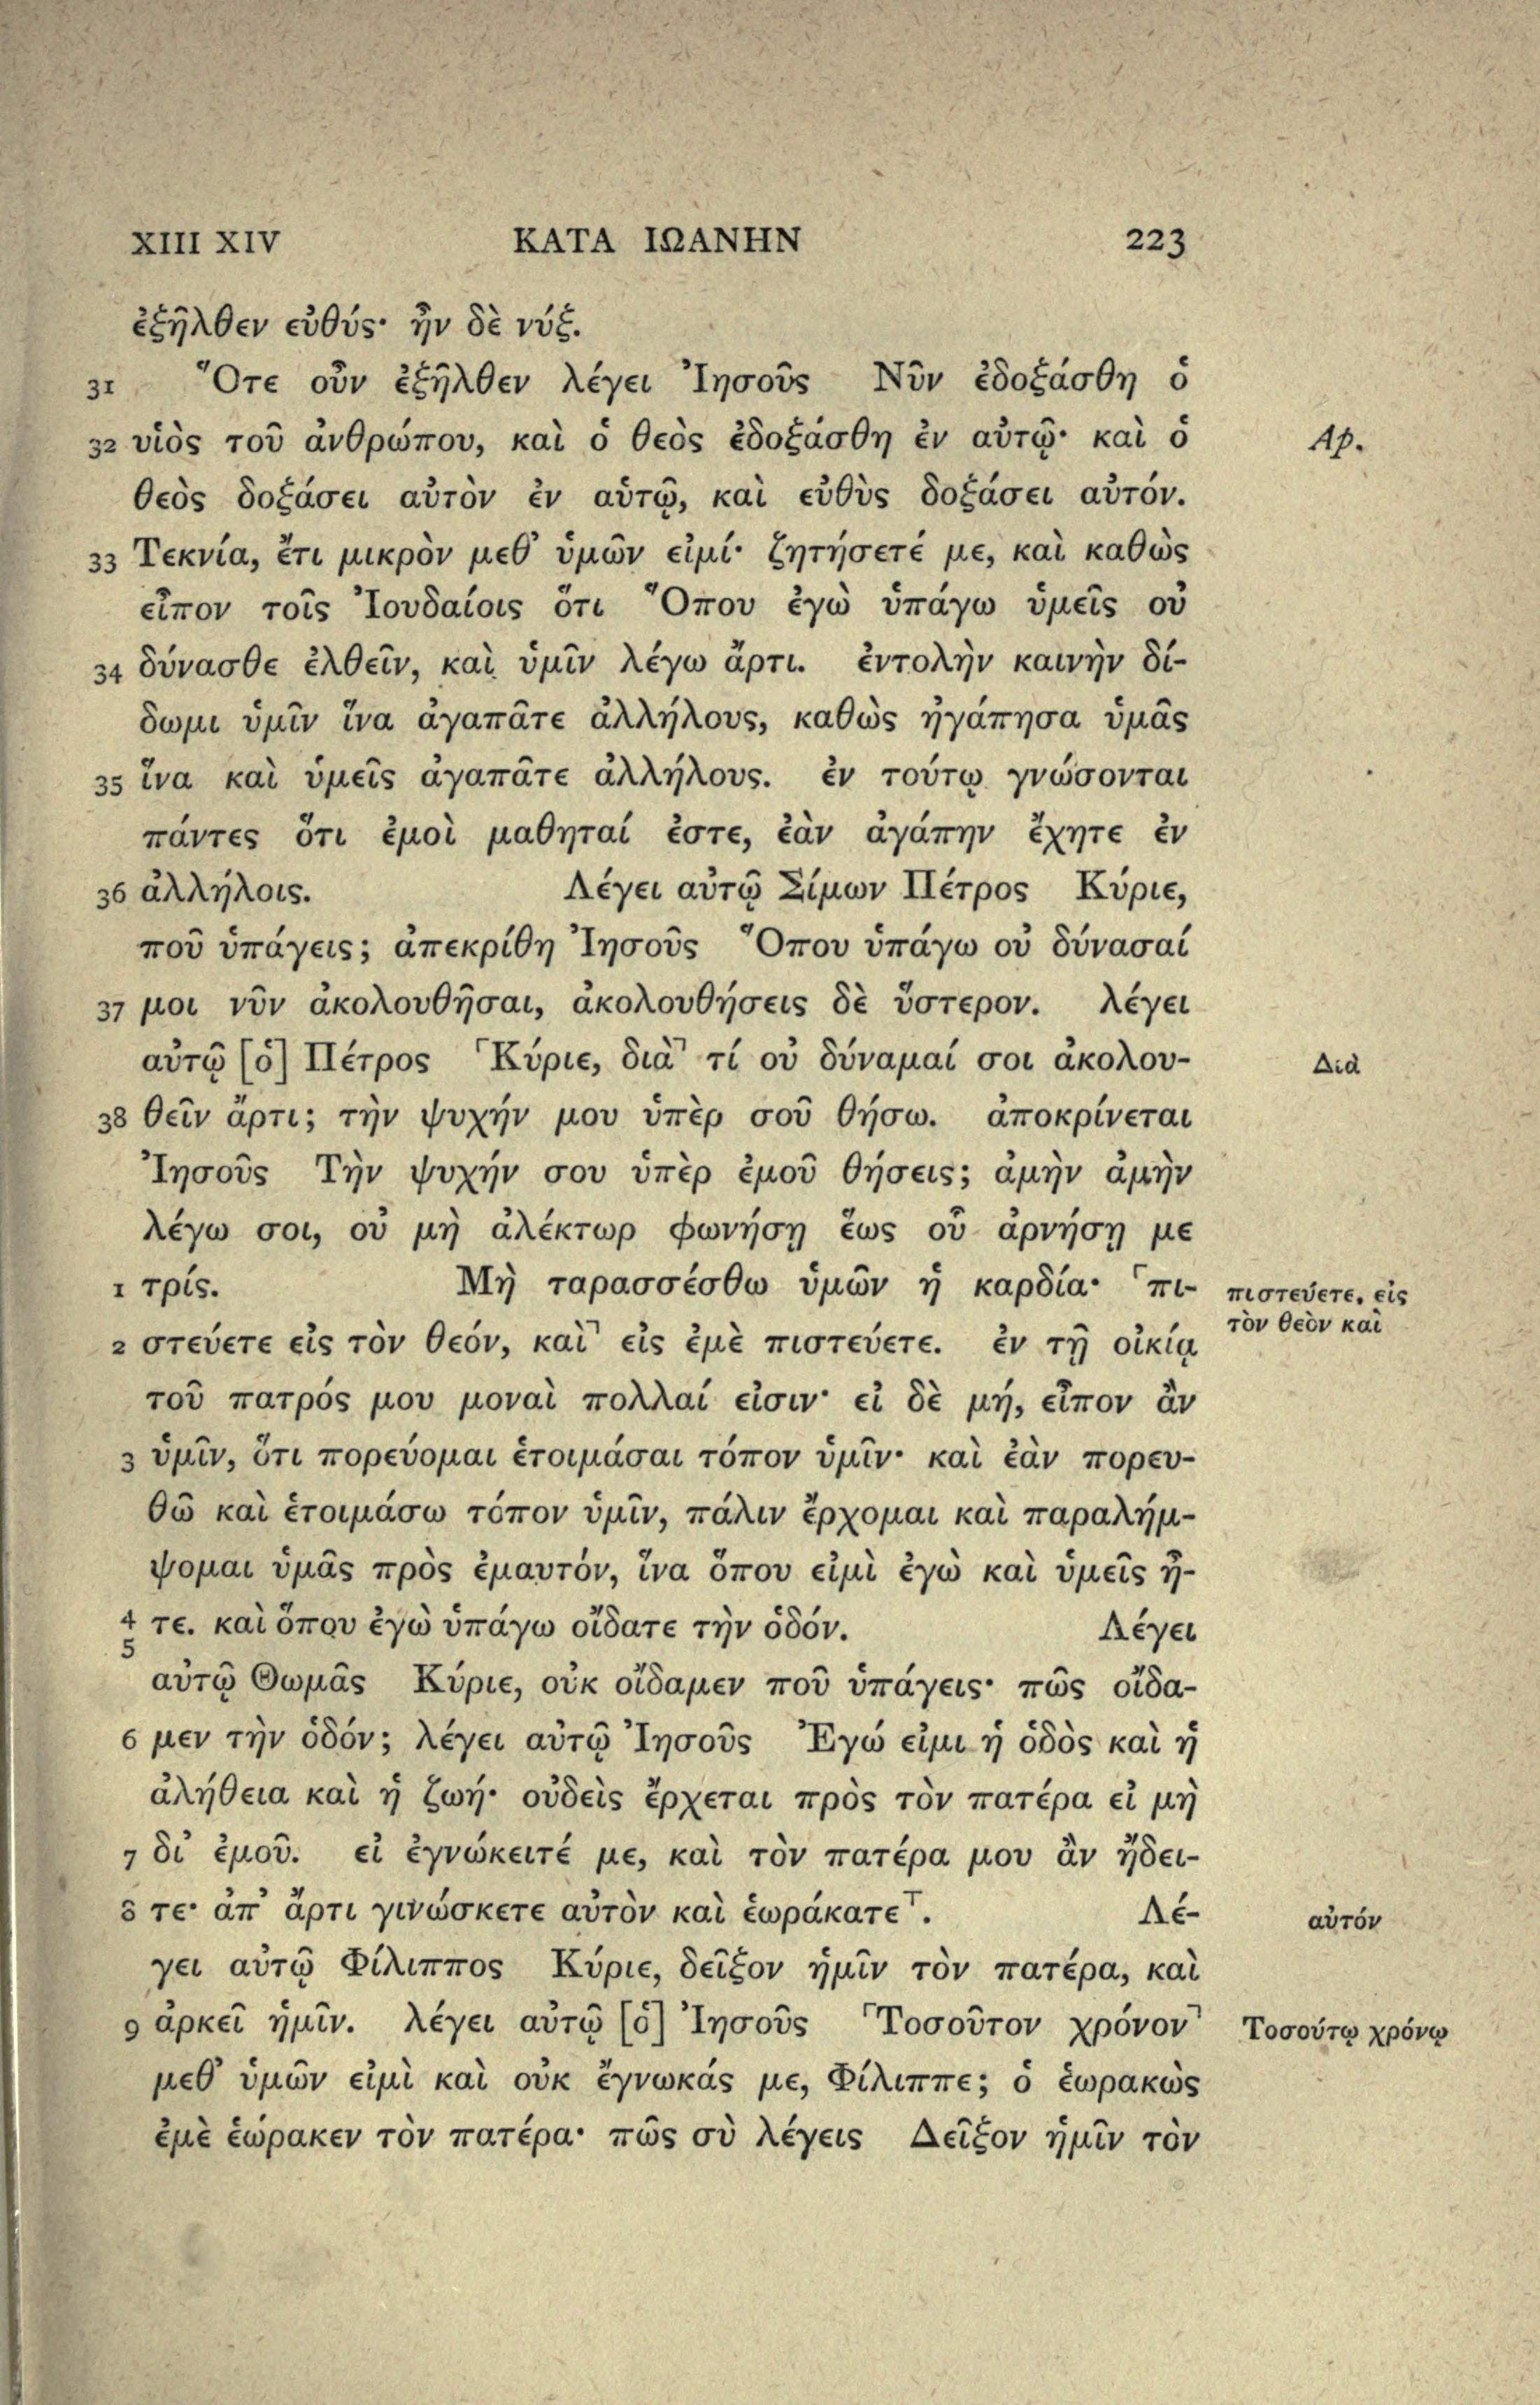 XIII XIV ΚΑΤΑ ΙΩΑΝΗΝ 223
ἐξῆλθεν εὐθύς· ἦν δὲ νύξ.
31 Ὅτε οὖν ἐξῆλθεν λέγει Ἰησοῦς Νῦν ἐδοξάσθη ὁ
32 υἱὸς τοῦ ἀνθρώπου, καὶ ὁ θεὸς ἐδοξάσθη ἐν αὐτῷ· καὶ ὁ Ap.
θεὸς δοξάσει αὐτὸν ἐν αὑτῷ, καὶ εὐθὺς δοξάσει αὐτόν.
33 Τεκνία, ἔτι μικρὸν μεθ᾽ ὑμῶν εἰμί· ζητήσετέ με, καὶ καθὼς
εἶπον τοῖς Ἰουδαίοις ὅτι Ὅπου ἐγὼ ὑπάγω ὑμεῖς οὐ
34 δύνασθε ἐλθεῖν, καὶ ὑμῖν λέγω ἄρτι. ἐντολὴν καινὴν δί-
δωμι ὑμῖν ἵνα ἀγαπᾶτε ἀλλήλους, καθὼς ἠγάπησα ὑμᾶς
35 ἵνα καὶ ὑμεῖς ἀγαπᾶτε ἀλλήλους. ἐν τούτῳ γνώσονται
πάντες ὅτι ἐμοὶ μαθηταί ἐστε, ἐὰν ἀγάπην ἔχητε ἐν
36 ἀλλήλοις. Λέγει αὐτῷ Σίμων Πέτρος Κύριε,
ποῦ ὑπάγεις; ἀπεκρίθη Ἰησοῦς Ὅπου ὑπάγω οὐ δύνασαί
37 μοι νῦν ἀκολουθῆσαι, ἀκολουθήσεις δὲ ὕστερον. λέγει
αὐτῷ [ὁ] Πέτρος ⌜Κύριε, διὰ⌝ τί οὐ δύναμαί σοι ἀκολου- Διὰ
38 θεῖν ἄρτι; τὴν ψυχήν μου ὑπὲρ σοῦ θήσω. ἀποκρίνεται
Ἰησοῦς Τὴν ψυχήν σου ὑπὲρ ἐμοῦ θήσεις; ἀμὴν ἀμὴν
λέγω σοι, οὐ μὴ ἀλέκτωρ φωνήσῃ ἕως οὗ ἀρνήσῃ με
1 τρίς. Μὴ ταρασσέσθω ὑμῶν ἡ καρδία· ⌜πι- πιστεύετε, εἰς
τὸν θεὸν καὶ
2 στεύετε εἰς τὸν θεόν, καὶ⌝ εἰς ἐμὲ πιστεύετε. ἐν τῇ οἰκίᾳ
τοῦ πατρός μου μοναὶ πολλαί εἰσιν· εἰ δὲ μή, εἶπον ἂν
3 ὑμῖν, ὅτι πορεύομαι ἑτοιμάσαι τόπον ὑμῖν· καὶ ἐὰν πορευ-
θῶ καὶ ἑτοιμάσω τόπον ὑμῖν, πάλιν ἔρχομαι καὶ παραλήμ-
ψομαι ὑμᾶς πρὸς ἐμαυτόν, ἵνα ὅπου εἰμὶ ἐγὼ καὶ ὑμεῖς ἦ-
4 τε. καὶ ὅπου ἐγὼ ὑπάγω οἴδατε τὴν ὁδόν. Λέγει
5
αὐτῷ Θωμᾶς Κύριε, οὐκ οἴδαμεν ποῦ ὑπάγεις· πῶς οἴδα-
6 μεν τὴν ὁδόν; λέγει αὐτῷ Ἰησοῦς Ἐγώ εἰμι ἡ ὁδὸς καὶ ἡ
ἀλήθεια καὶ ἡ ζωή· οὐδεὶς ἔρχεται πρὸς τὸν πατέρα εἰ μὴ
7 δι᾽ ἐμοῦ. εἰ ἐγνώκειτέ με, καὶ τὸν πατέρα μου ἂν ᾔδει-
8 τε· ἀπ᾽ ἄρτι γινώσκετε αὐτὸν καὶ ἑωράκατε⊤. Λέ- αὐτόν
γει αὐτῷ Φίλιππος Κύριε, δεῖξον ἡμῖν τὸν πατέρα, καὶ
9 ἀρκεῖ ἡμῖν. λέγει αὐτῷ [ὁ] Ἰησοῦς ⌜Τοσοῦτον χρόνον⌝ Τοσούτῳ χρόνῳ
μεθ᾽ ὑμῶν εἰμὶ καὶ οὐκ ἔγνωκάς με, Φίλιππε; ὁ ἑωρακὼς
ἐμὲ ἑώρακεν τὸν πατέρα· πῶς σὺ λέγεις Δεῖξον ἡμῖν τὸν